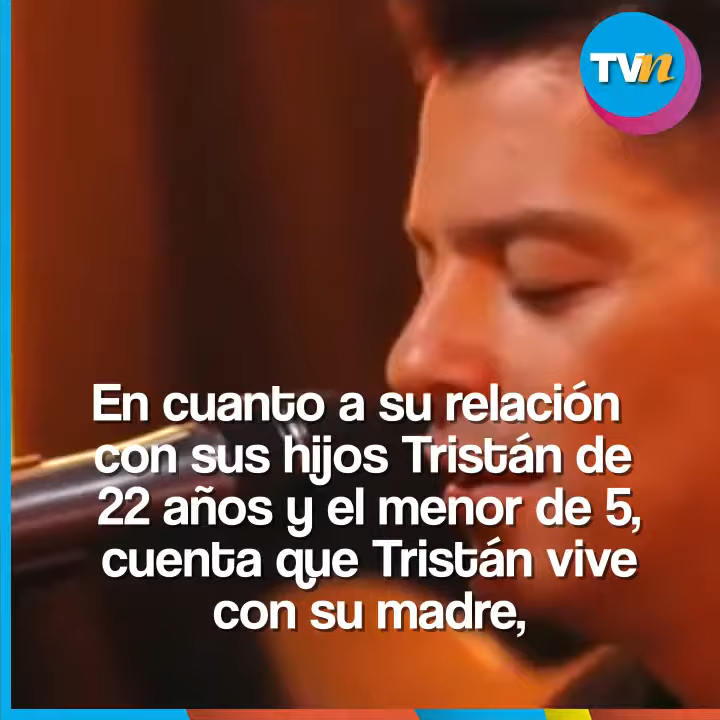 TVn
En cuanto a su relación
con sus hijos Tristán de
22 años y el menor de 5,
cuenta que Tristán vive
con su madre,